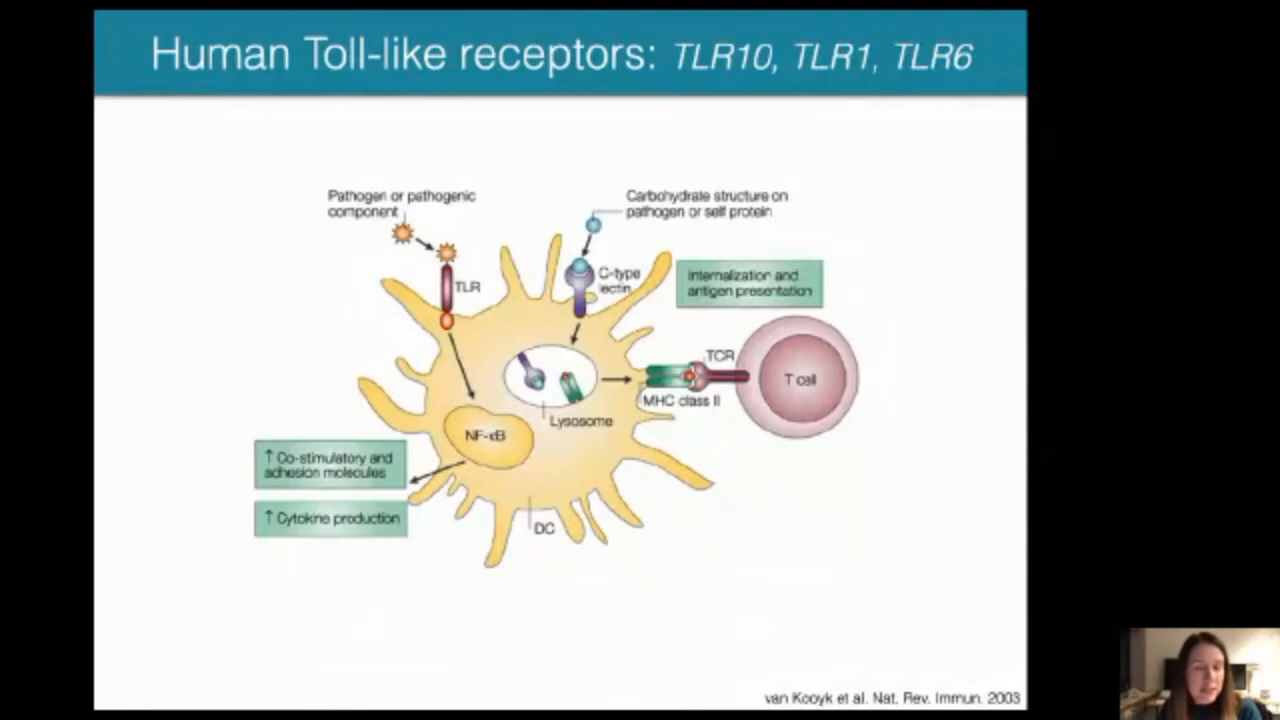 Human Toll-like receptors: TLR10, TLR1, TLR6
Pathogen or pathogenic
component
Carbohydrate structure on
pathogen or self protein
TLR
C-type
lectin
Internalization and
antigen presentation
TCR
T cell
MHC class II
Lysosome
NF-κB
↑ Co-stimulatory and
adhesion molecules
↑ Cytokine production
DC
van Kooyk et al. Nat. Rev. Immun. 2003